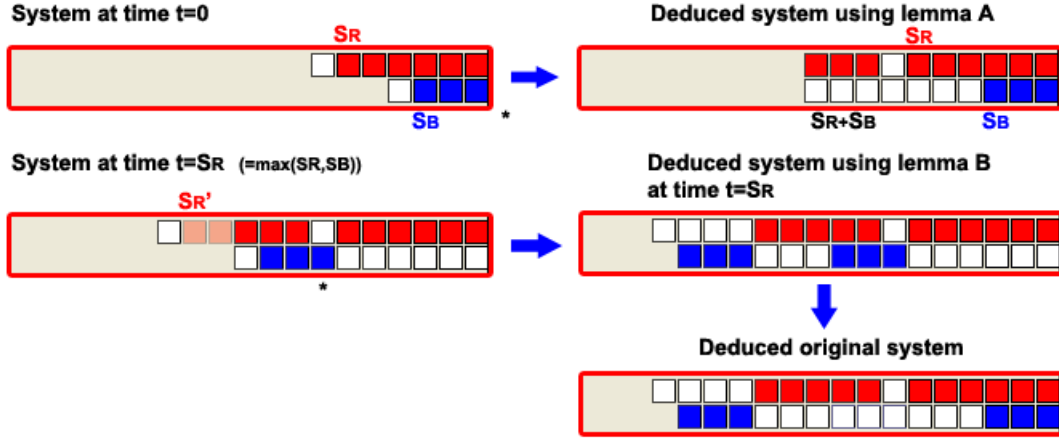 System at time t=0
Deduced system using lemma A
SR
SR
SB
*
SR+SB
SB
System at time t=SR (=max(SR,SB))
Deduced system using lemma B
at time t=SR
SR'
*
Deduced original system